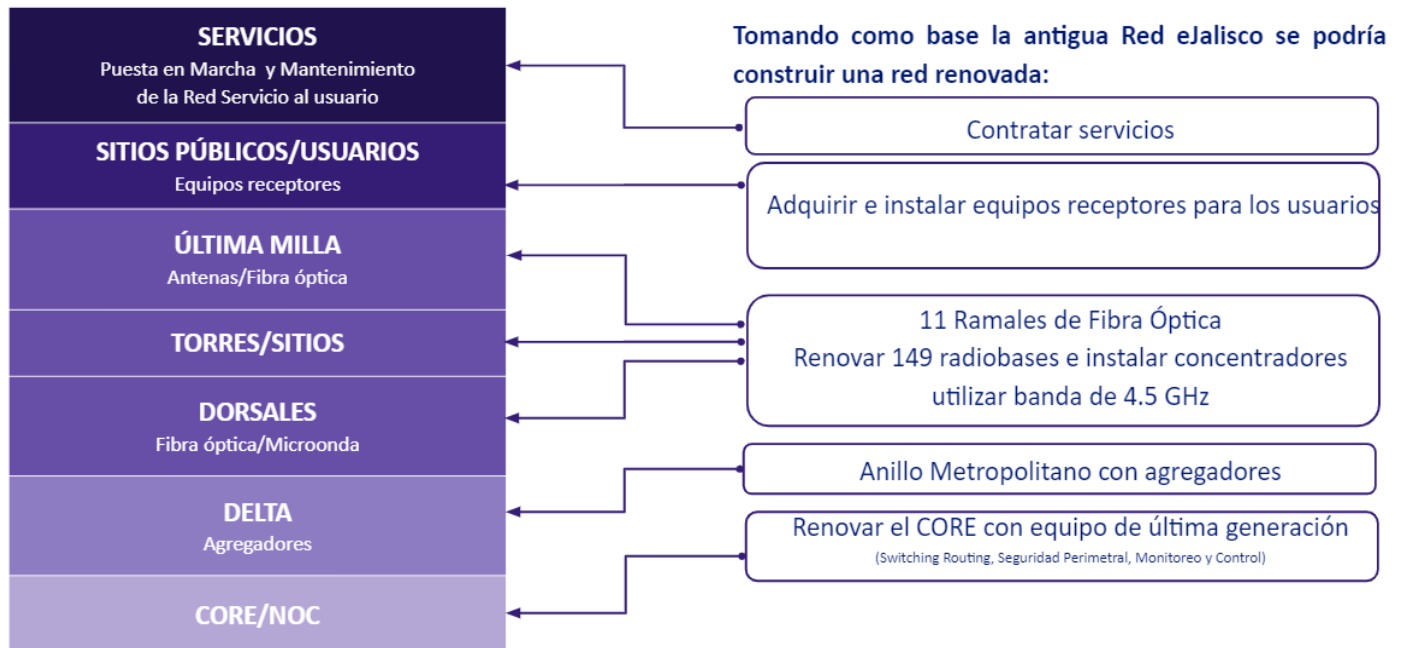 SERVICIOS
Puesta en Marcha y Mantenimiento
de la Red Servicio al usuario
SITIOS PÚBLICOS/USUARIOS
Equipos receptores
ÚLTIMA MILLA
Antenas/Fibra óptica
TORRES/SITIOS
DORSALES
Fibra óptica/Microonda
DELTA
Agregadores
CORE/NOC
Tomando como base la antigua Red eJalisco se podría
construir una red renovada:
Contratar servicios
Adquirir e instalar equipos receptores para los usuarios
11 Ramales de Fibra Óptica
Renovar 149 radiobases e instalar concentradores
utilizar banda de 4.5 GHz
Anillo Metropolitano con agregadores
Renovar el CORE con equipo de última generación
(Switching Routing, Seguridad Perimetral, Monitoreo y Control)